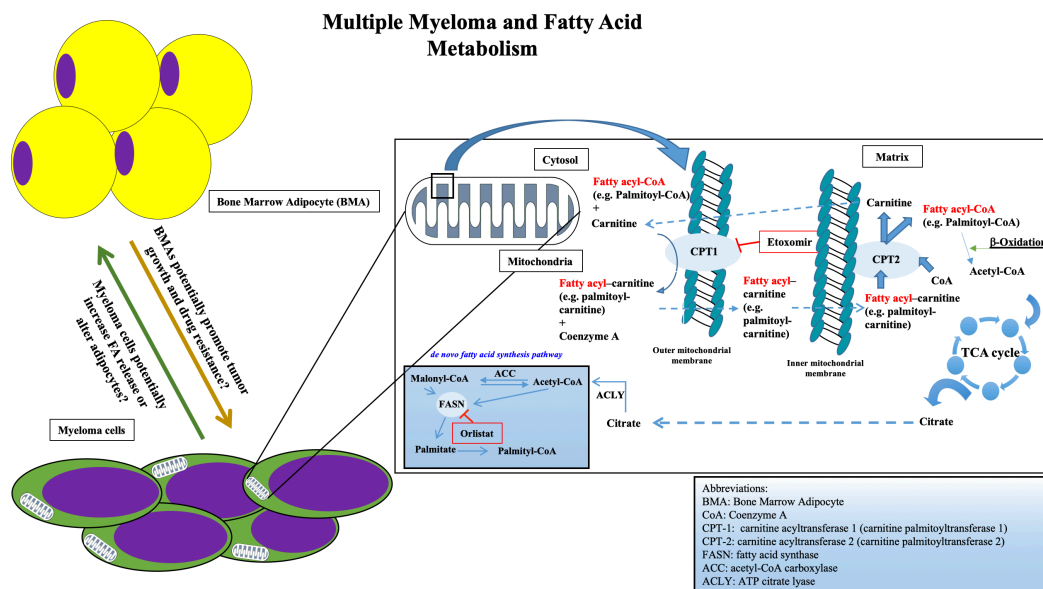 Multiple Myeloma and Fatty Acid
Metabolism
Bone Marrow Adipocyte (BMA)
BMAs potentially promote tumor
growth and drug resistance?
Myeloma cells potentially
increase FA release or
alter adipocytes?
Myeloma cells
Cytosol
Mitochondria
Matrix
Fatty acyl-CoA
(e.g. Palmitoyl-CoA)
+
Carnitine
CPT1
Etoxomir
Fatty acyl–carnitine
(e.g. palmitoyl-
carnitine)
+
Coenzyme A
Fatty acyl–
carnitine
(e.g.
palmitoyl-
carnitine)
Outer mitochondrial
membrane
Inner mitochondrial
membrane
Carnitine
Fatty acyl-CoA
(e.g. Palmitoyl-CoA)
CPT2
β-Oxidation
Acetyl-CoA
CoA
Fatty acyl–carnitine
(e.g. palmitoyl-
carnitine)
TCA cycle
Citrate
Citrate
ACLY
de novo fatty acid synthesis pathway
Malonyl-CoA
ACC
Acetyl-CoA
FASN
Orlistat
Palmitate
Palmityl-CoA
Abbreviations:
BMA: Bone Marrow Adipocyte
CoA: Coenzyme A
CPT-1: carnitine acyltransferase 1 (carnitine palmitoyltransferase 1)
CPT-2: carnitine acyltransferase 2 (carnitine palmitoyltransferase 2)
FASN: fatty acid synthase
ACC: acetyl-CoA carboxylase
ACLY: ATP citrate lyase